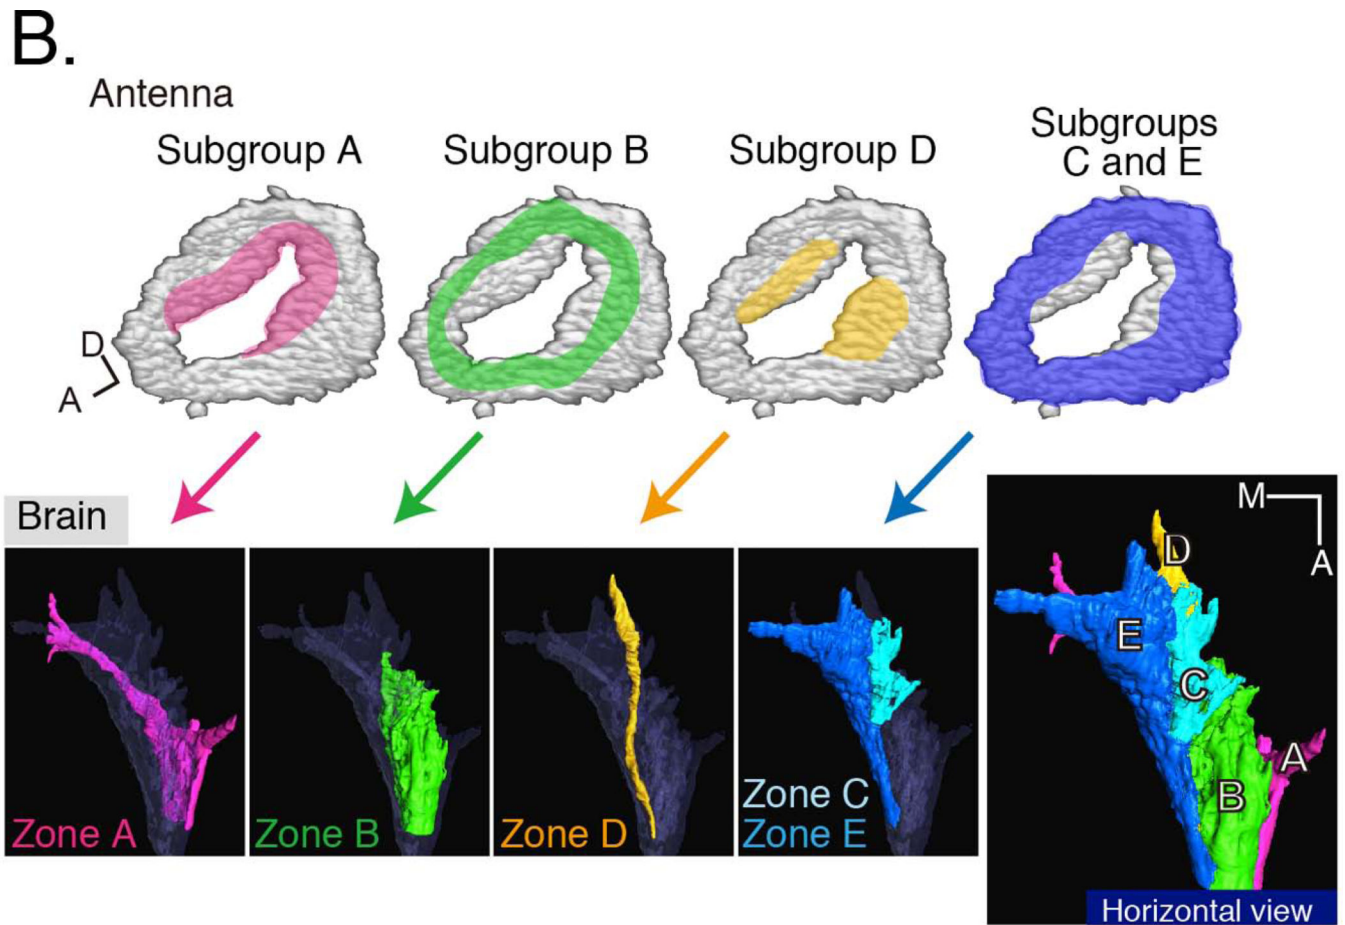 B.
Antenna
Subgroup A
Subgroup B
Subgroup D
Subgroups
C and E
D
A
Brain
Zone A
Zone B
Zone D
Zone C
Zone E
M
A
D
E
C
A
B
Horizontal view